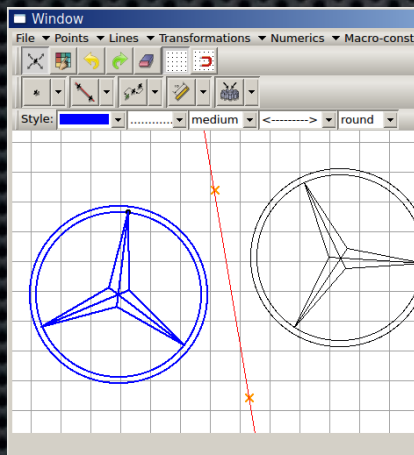 Window
File Points Lines Transformations Numerics Macro-const
Style: medium <---------> round